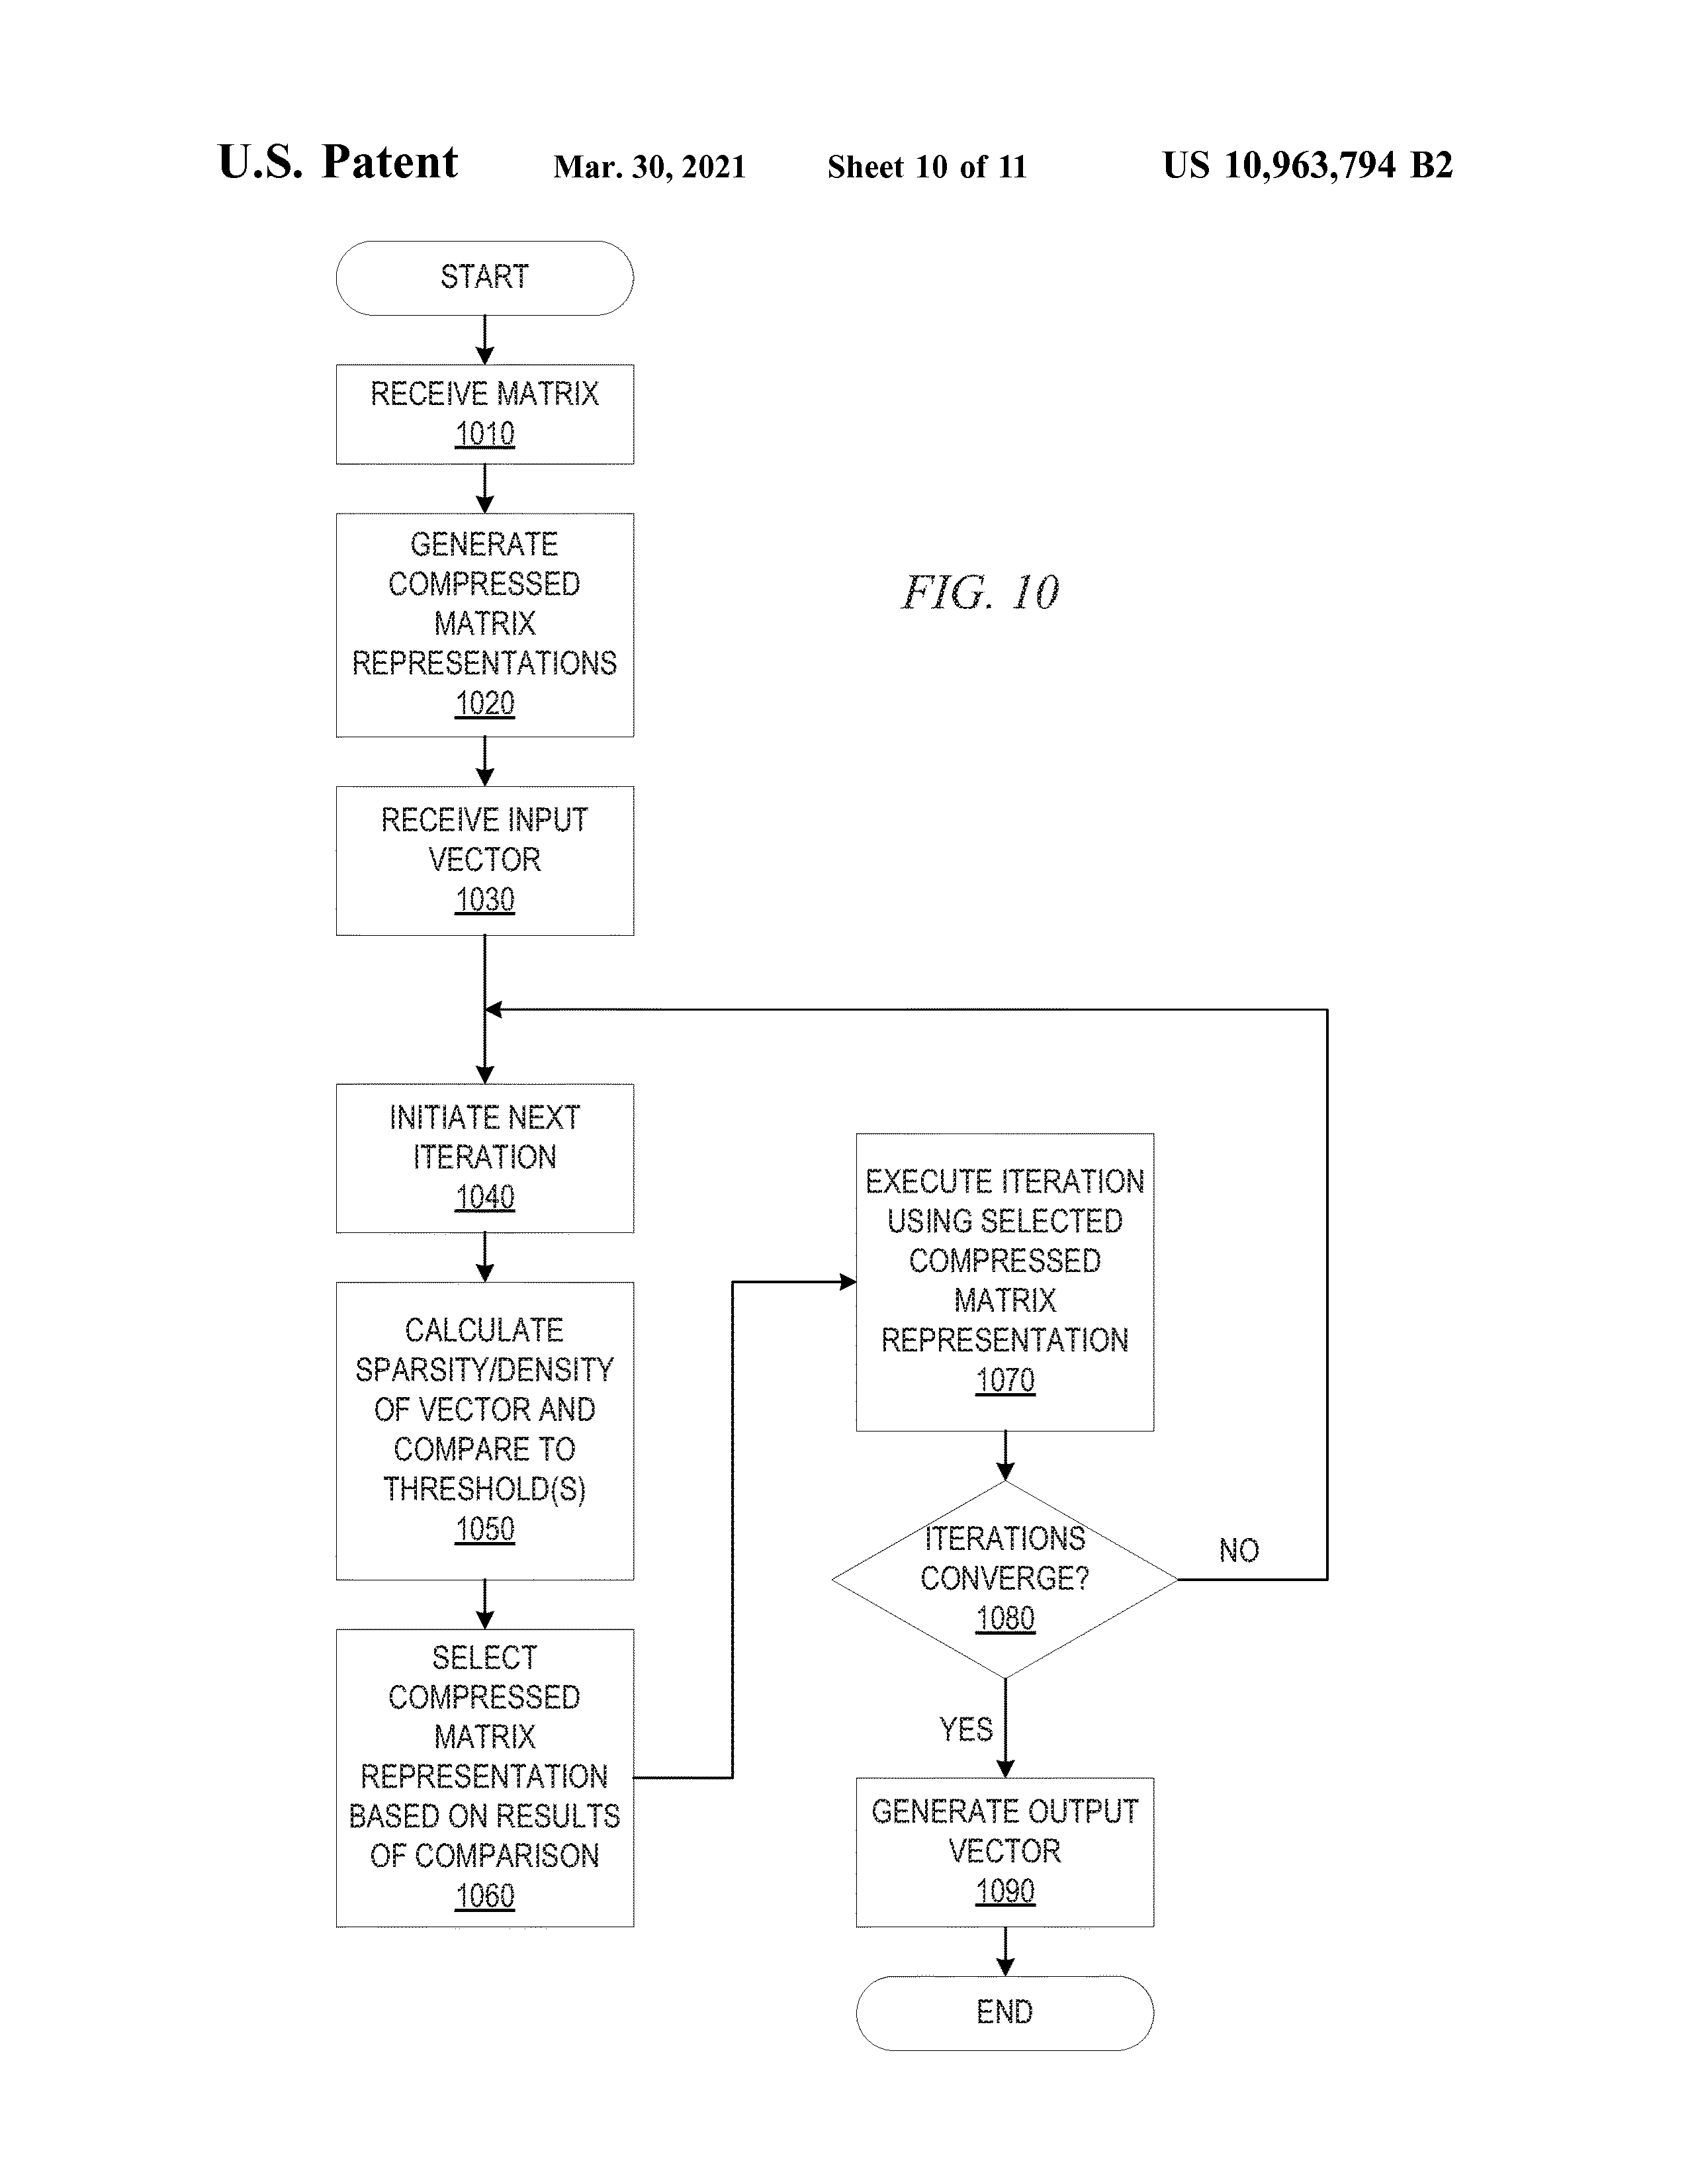 U.S. Patent Mar. 30, 2021 Sheet 10 of 11 US 10,963,794 B2
START
RECEIVE MATRIX
1010
GENERATE
COMPRESSED
MATRIX
REPRESENTATIONS
1020
FIG. 10
RECEIVE INPUT
VECTOR
1030
INITIATE NEXT
ITERATION
1040
CALCULATE
SPARSITY/DENSITY
OF VECTOR AND
COMPARE TO
THRESHOLD(S)
1050
SELECT
COMPRESSED
MATRIX
REPRESENTATION
BASED ON RESULTS
OF COMPARISON
1060
EXECUTE ITERATION
USING SELECTED
COMPRESSED
MATRIX
REPRESENTATION
1070
ITERATIONS
CONVERGE?
1080
NO
YES
GENERATE OUTPUT
VECTOR
1090
END